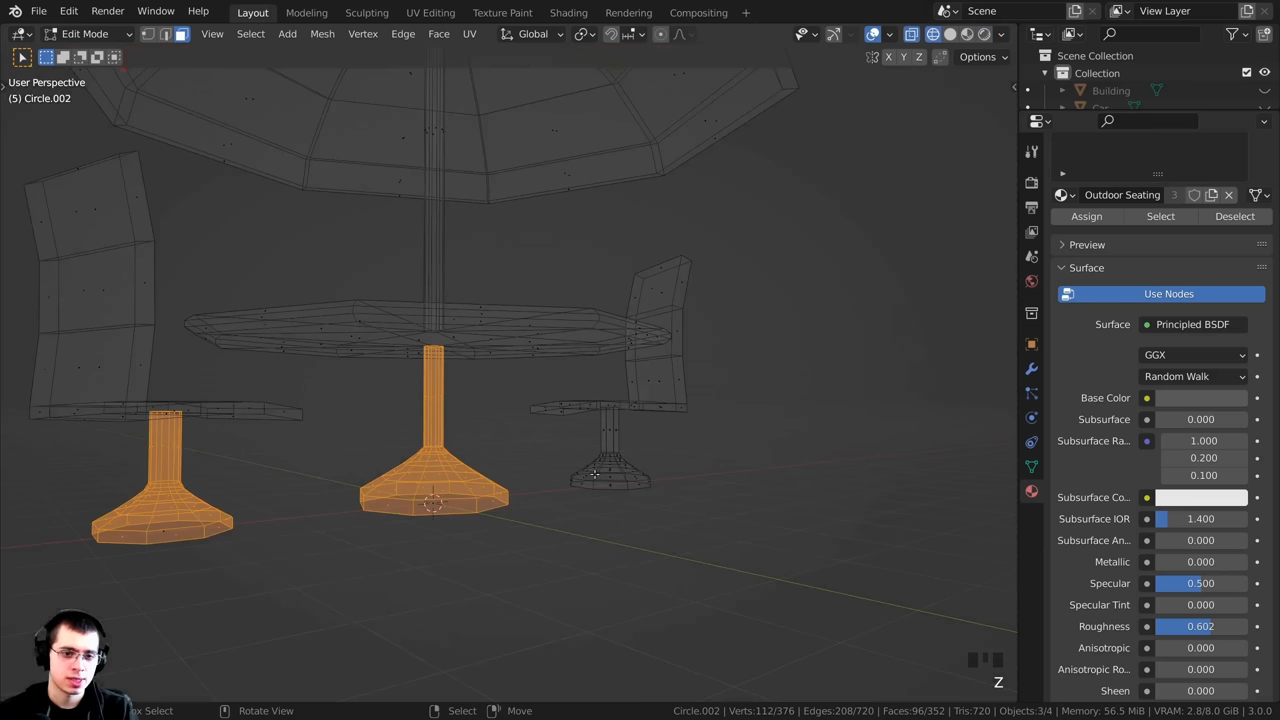 File Edit Render Window Help
Layout Modeling Sculpting UV Editing Texture Paint Shading Animation Rendering Compositing
Scene
View Layer
Edit Mode View Select Add Mesh Vertex Edge Face UV
Global
X Y Z Options
User Perspective
(5) Circle.002
Scene Collection
Collection
Building
Outdoor Seating 3
Assign Select Deselect
Preview
Surface
Use Nodes
Surface Principled BSDF
GGX
Random Walk
Base Color
Subsurface 0.000
Subsurface Ra... 1.000
0.200
0.100
Subsurface Co...
Subsurface IOR 1.400
Subsurface An... 0.000
Metallic 0.000
Specular 0.500
Specular Tint 0.000
Roughness 0.602
Anisotropic 0.000
Anisotropic Ro... 0.000
Sheen 0.000
Z
Box Select Rotate View Select Move
Circle.002 Verts:112/376 Edges:208/720 Faces:96/352 Tris:720 Objects:3/4 Memory: 56.5 MiB VRAM: 2.8/8.0 GiB 3.0.0